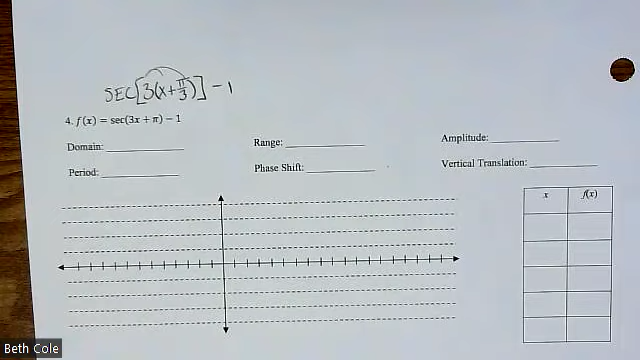 SEC[3(x+π/3)] - 1
4. f(x) = sec(3x + π) − 1
Domain: Range: Amplitude:
Period: Phase Shift: Vertical Translation:
x f(x)
Beth Cole